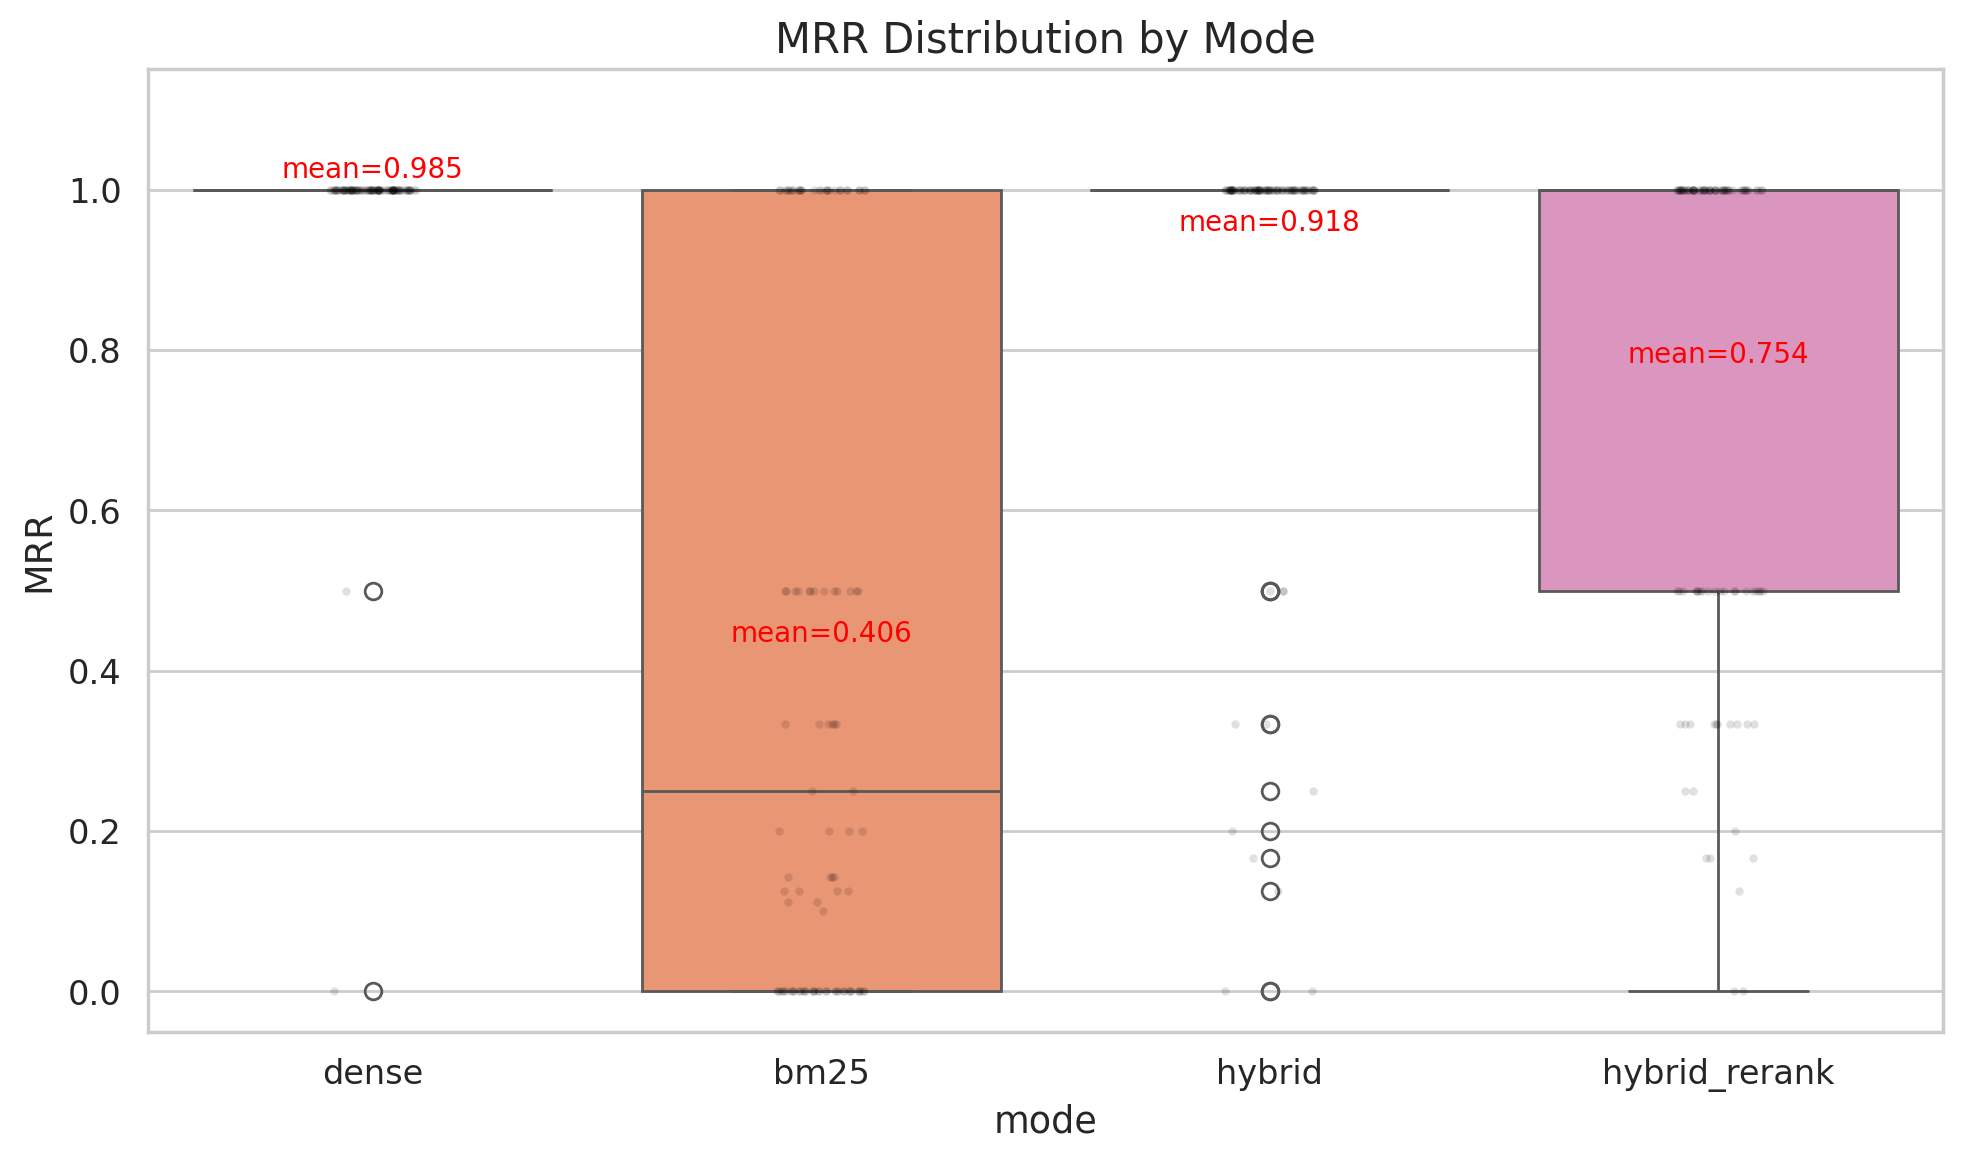 MRR Distribution by Mode
mean=0.985
mean=0.918
mean=0.754
mean=0.406
MRR
1.0
0.8
0.6
0.4
0.2
0.0
dense
bm25
hybrid
hybrid_rerank
mode